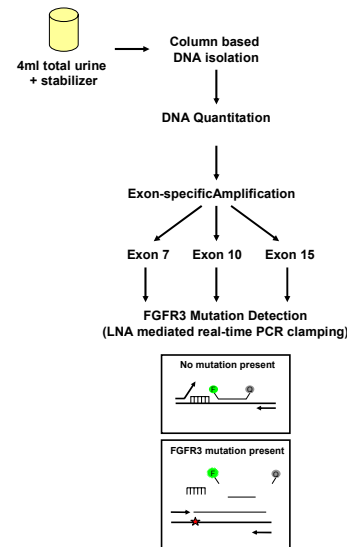 4ml total urine
+ stabilizer
Column based
DNA isolation
DNA Quantitation
Exon-specificAmplification
Exon 7 Exon 10 Exon 15
FGFR3 Mutation Detection
(LNA mediated real-time PCR clamping)
No mutation present
F Q
FGFR3 mutation present
F Q